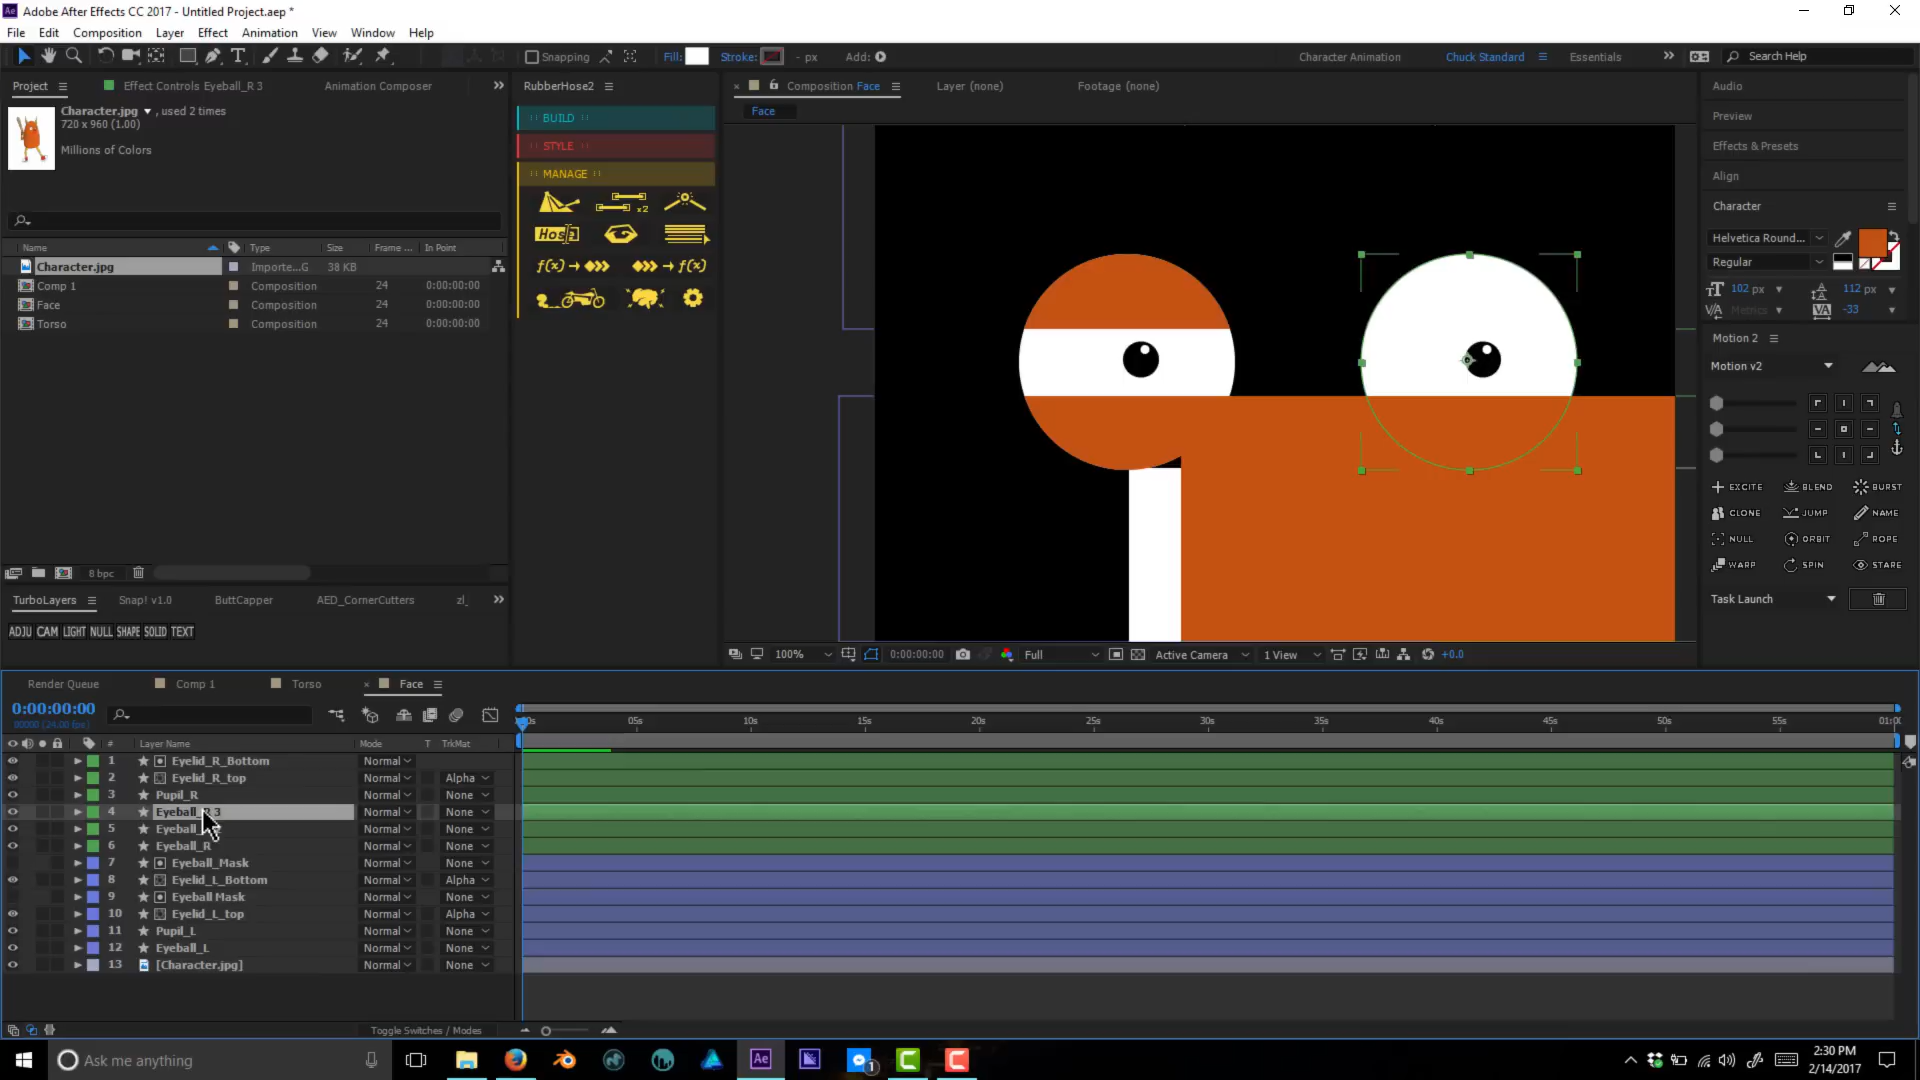 Adobe After Effects CC 2017 - Untitled Project.aep *
File Edit Composition Layer Effect Animation View Window Help
Snapping Fill: Stroke: - px Add: Character Animation Chuck Standard Essentials Search Help
Project Effect Controls Eyeball_R 3 Animation Composer RubberHose2 Composition Face Layer (none) Footage (none) Audio
Face
Character.jpg , used 2 times
720 x 960 (1.00)
Millions of Colors
BUILD
STYLE
MANAGE
x2
f(x)
f(x)
Name Type Size Frame ... In Point
Character.jpg Importe...G 38 KB
Comp 1 Composition 24 0:00:00:00
Face Composition 24 0:00:00:00
Torso Composition 24 0:00:00:00
8 bpc
TurboLayers Snap! v1.0 ButtCapper AED_CornerCutters zl_
ADJU CAM LIGHT NULL SHAPE SOLID TEXT
100% 0:00:00:00 Full Active Camera 1 View +0.0
Preview
Effects & Presets
Align
Character
Helvetica Round...
Regular
102 px 112 px
Metrics -33
Motion 2
Motion v2
EXCITE BLEND BURST
CLONE JUMP NAME
NULL ORBIT ROPE
WARP SPIN STARE
Task Launch
Render Queue Comp 1 Torso Face
0:00:00:00
00000 (24.00 fps)
05s 10s 15s 20s 25s 30s 35s 40s 45s 50s 55s
# Layer Name Mode T TrkMat
1 Eyelid_R_Bottom Normal
2 Eyelid_R_top Normal Alpha
3 Pupil_R Normal None
4 Eyeball_R 3 Normal None
5 Eyeball Normal None
6 Eyeball_R Normal None
7 Eyeball_Mask Normal None
8 Eyelid_L_Bottom Normal Alpha
9 Eyeball Mask Normal None
10 Eyelid_L_top Normal Alpha
11 Pupil_L Normal None
12 Eyeball_L Normal None
13 [Character.jpg] Normal None
Toggle Switches / Modes
Ask me anything
Ae
1
2:30 PM
2/14/2017